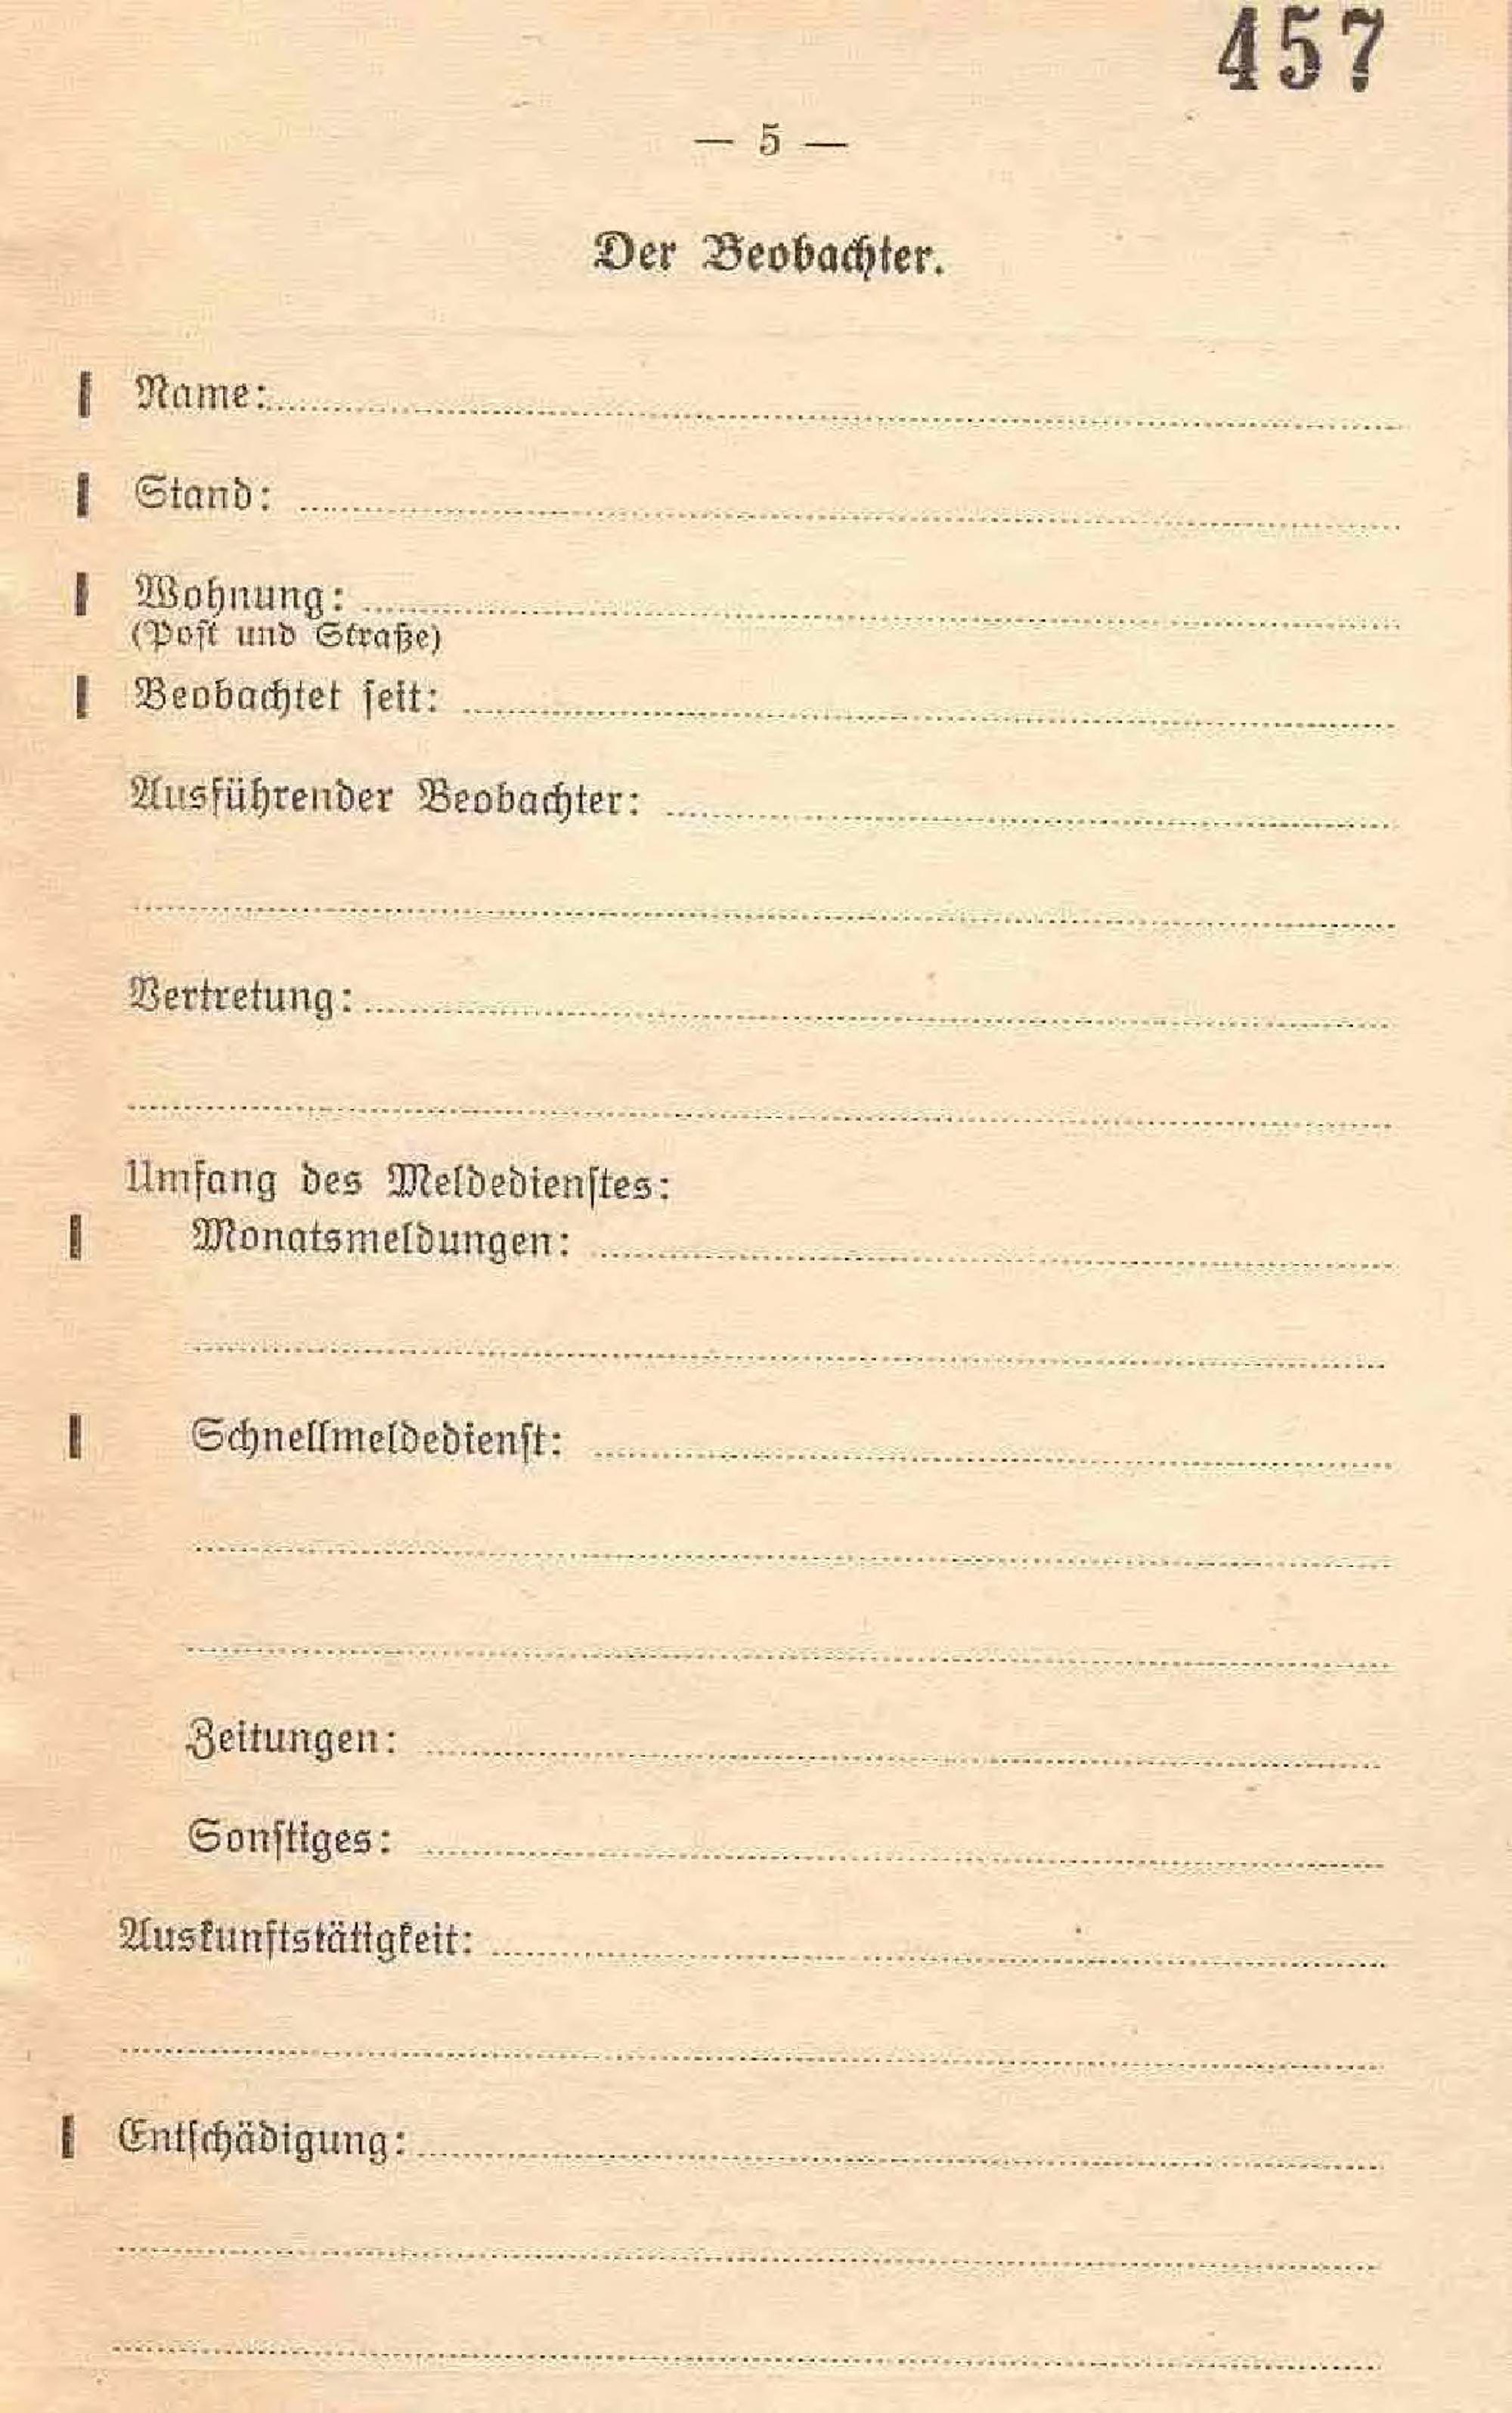 457
— 5 —
Der Beobachter.
Name:
Stand:
Wohnung:
(Post und Straße)
Beobachtet seit:
Ausführender Beobachter:
Vertretung:
Umfang des Meldedienstes:
Monatsmeldungen:
Schnellmeldedienst:
Zeitungen:
Sonstiges:
Auskunftstätigkeit:
Entschädigung: